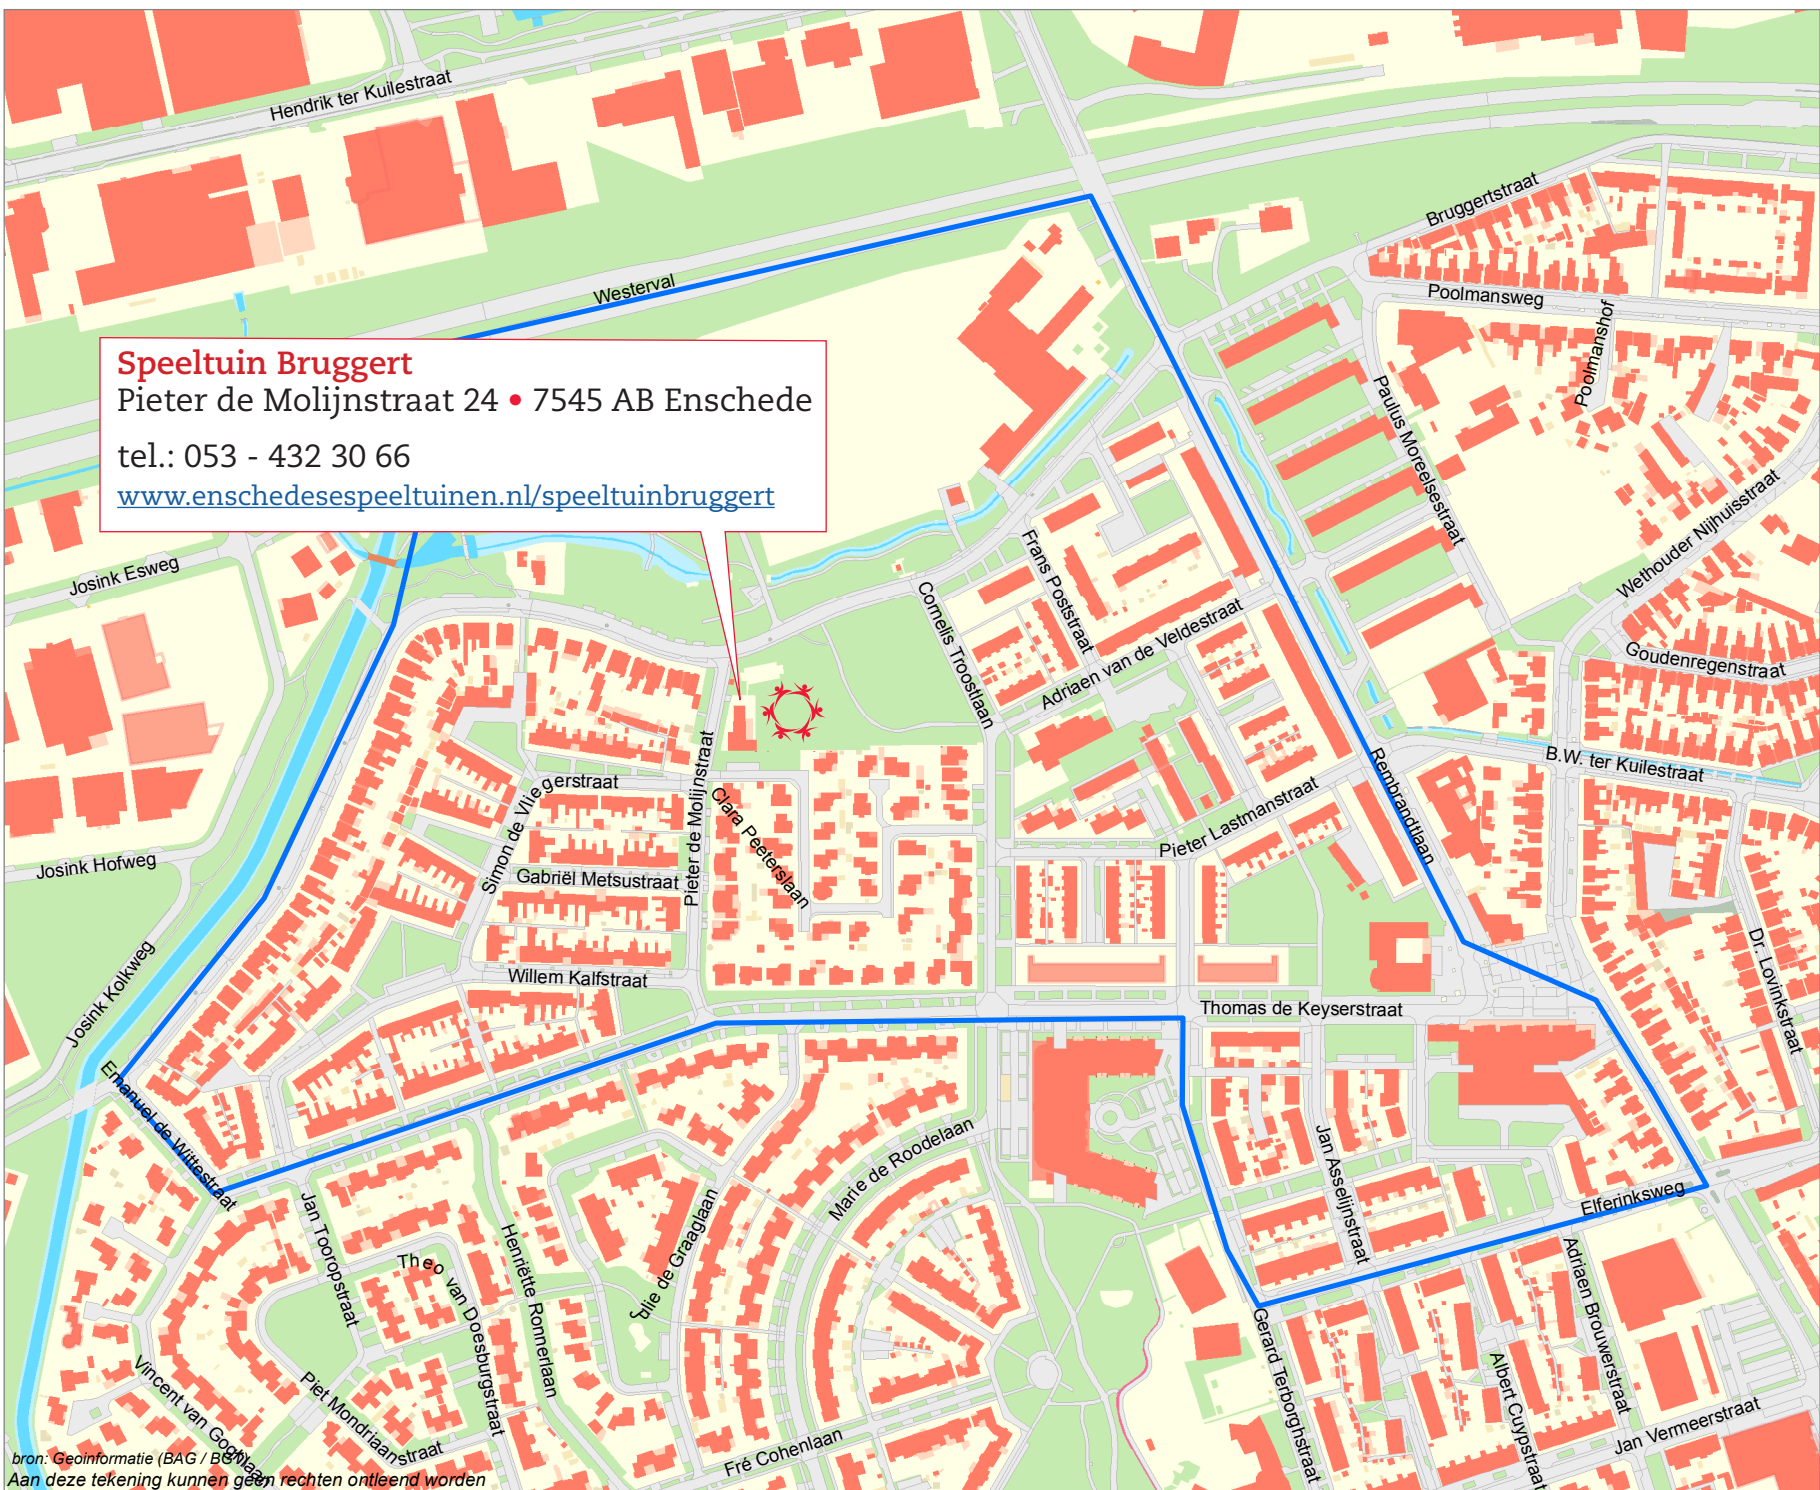 Hendrik ter Kuilestraat
Bruggertstraat
Westerval
Poolmansweg
Poolmanshof
Speeltuin Bruggert
Pieter de Molijnstraat 24 • 7545 AB Enschede
tel.: 053 - 432 30 66
www.enschedesespeeltuinen.nl/speeltuinbruggert
Paulus Moreelsestraat
Wethouder Nijhuisstraat
Josink Esweg
Frans Poststraat
Cornelis Troostlaan
Adriaen van de Veldestraat
Goudenregenstraat
B.W. ter Kuilestraat
Rembrandtlaan
Simon de Vliegerstraat
Pieter de Molijnstraat
Clara Peeterslaan
Pieter Lastmanstraat
Josink Hofweg
Gabriël Metsustraat
Josink Kolkweg
Willem Kalfstraat
Thomas de Keyserstraat
Dr. Lovinkstraat
Emanuel de Wittestraat
Jan Tooropstraat
Marie de Roodelaan
Jan Asselijnstraat
Elferinksweg
Theo van Doesburgstraat
Henriëtte Ronnerlaan
Julie de Graaglaan
Adriaen Brouwerstraat
Gerard Terborghstraat
Albert Cuypstraat
Vincent van Goghlaan
Piet Mondriaanstraat
Fré Cohenlaan
Jan Vermeerstraat
bron: Geoinformatie (BAG / BGT)
Aan deze tekening kunnen geen rechten ontleend worden